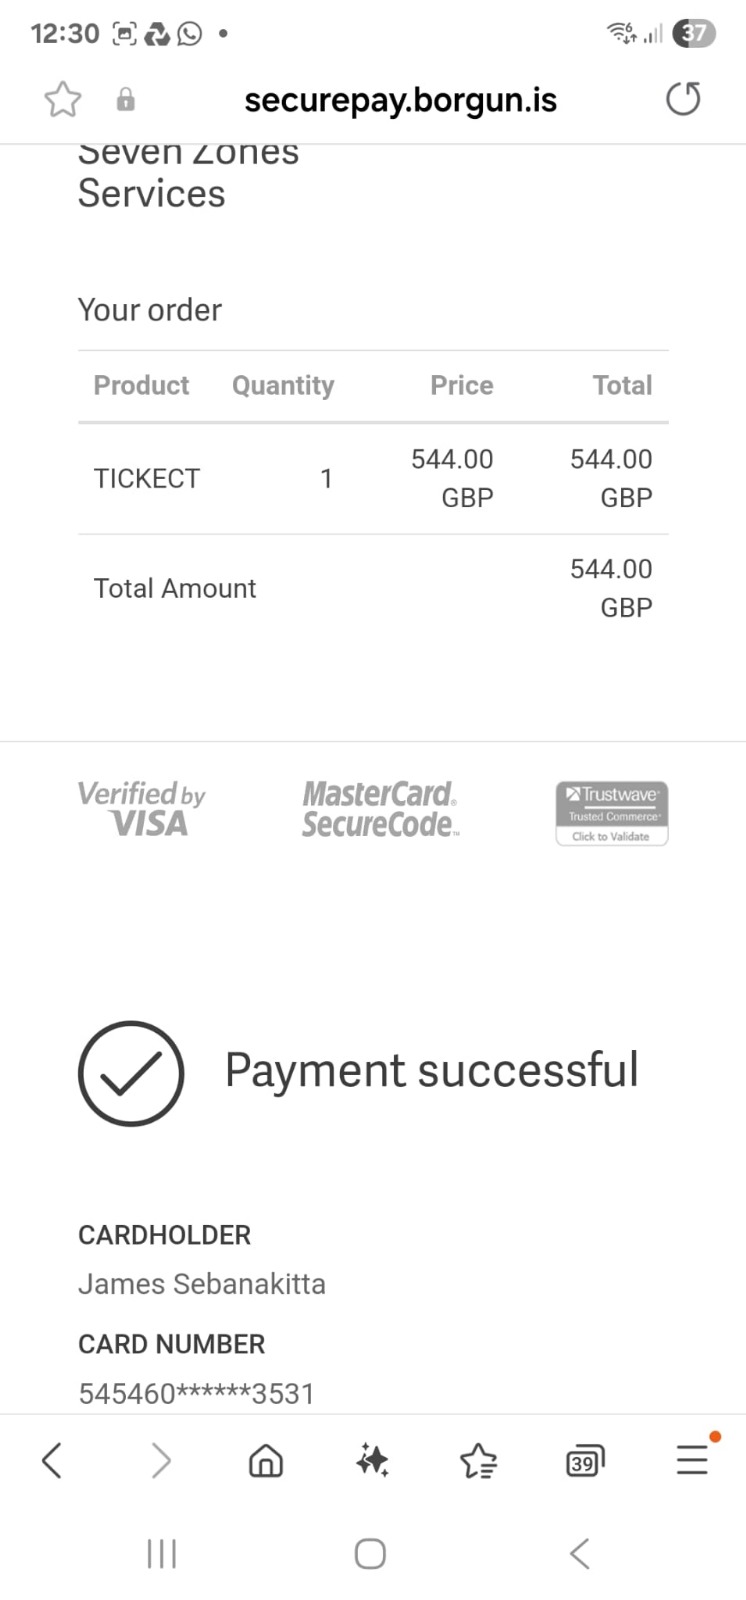 12:30
6
37
securepay.borgun.is
Seven Zones
Services
Your order
Product Quantity Price Total
TICKECT 1 544.00 GBP 544.00 GBP
Total Amount 544.00 GBP
Verified by
VISA
MasterCard.
SecureCode.™
Trustwave®
Trusted Commerce®
Click to Validate
Payment successful
CARDHOLDER
James Sebanakitta
CARD NUMBER
545460******3531
39